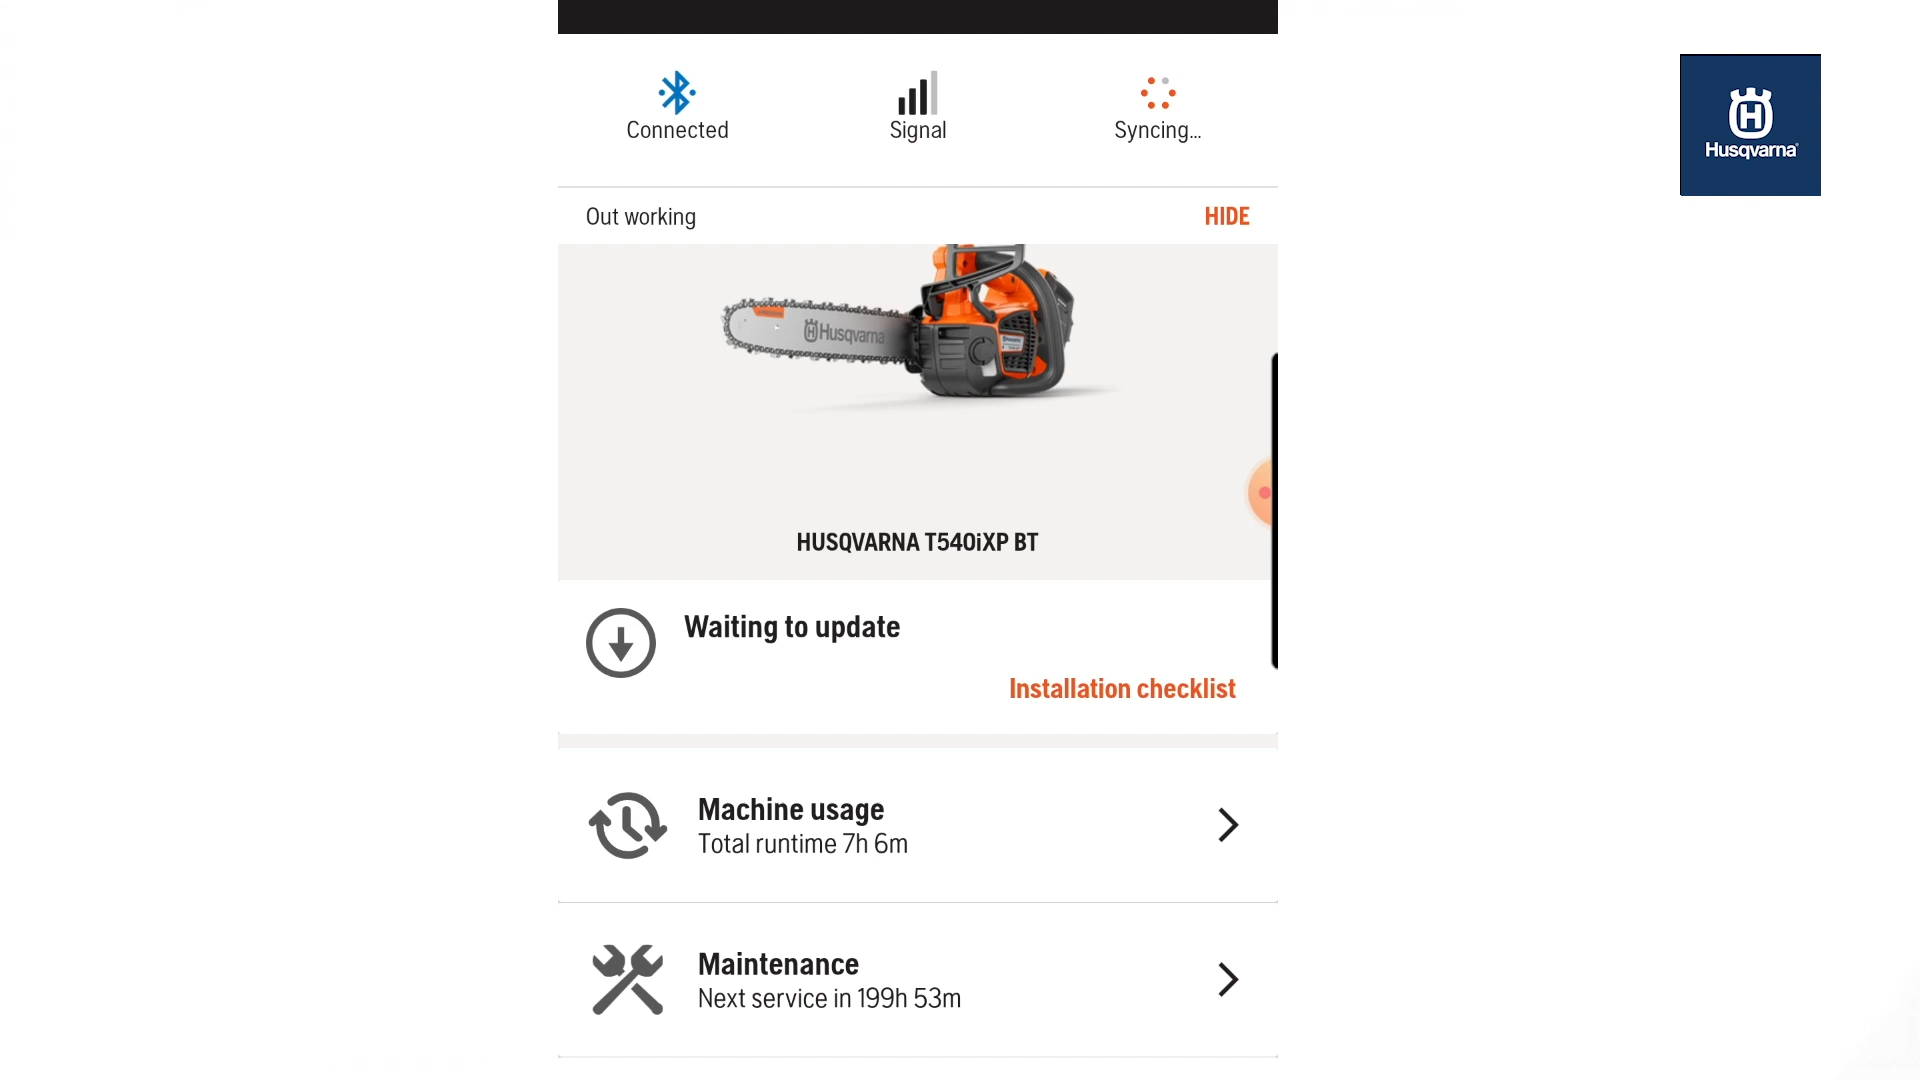 Connected
Signal
Syncing...
Husqvarna
Out working
HIDE
Husqvarna
HUSQVARNA T540iXP BT
Waiting to update
Installation checklist
Machine usage
Total runtime 7h 6m
Maintenance
Next service in 199h 53m